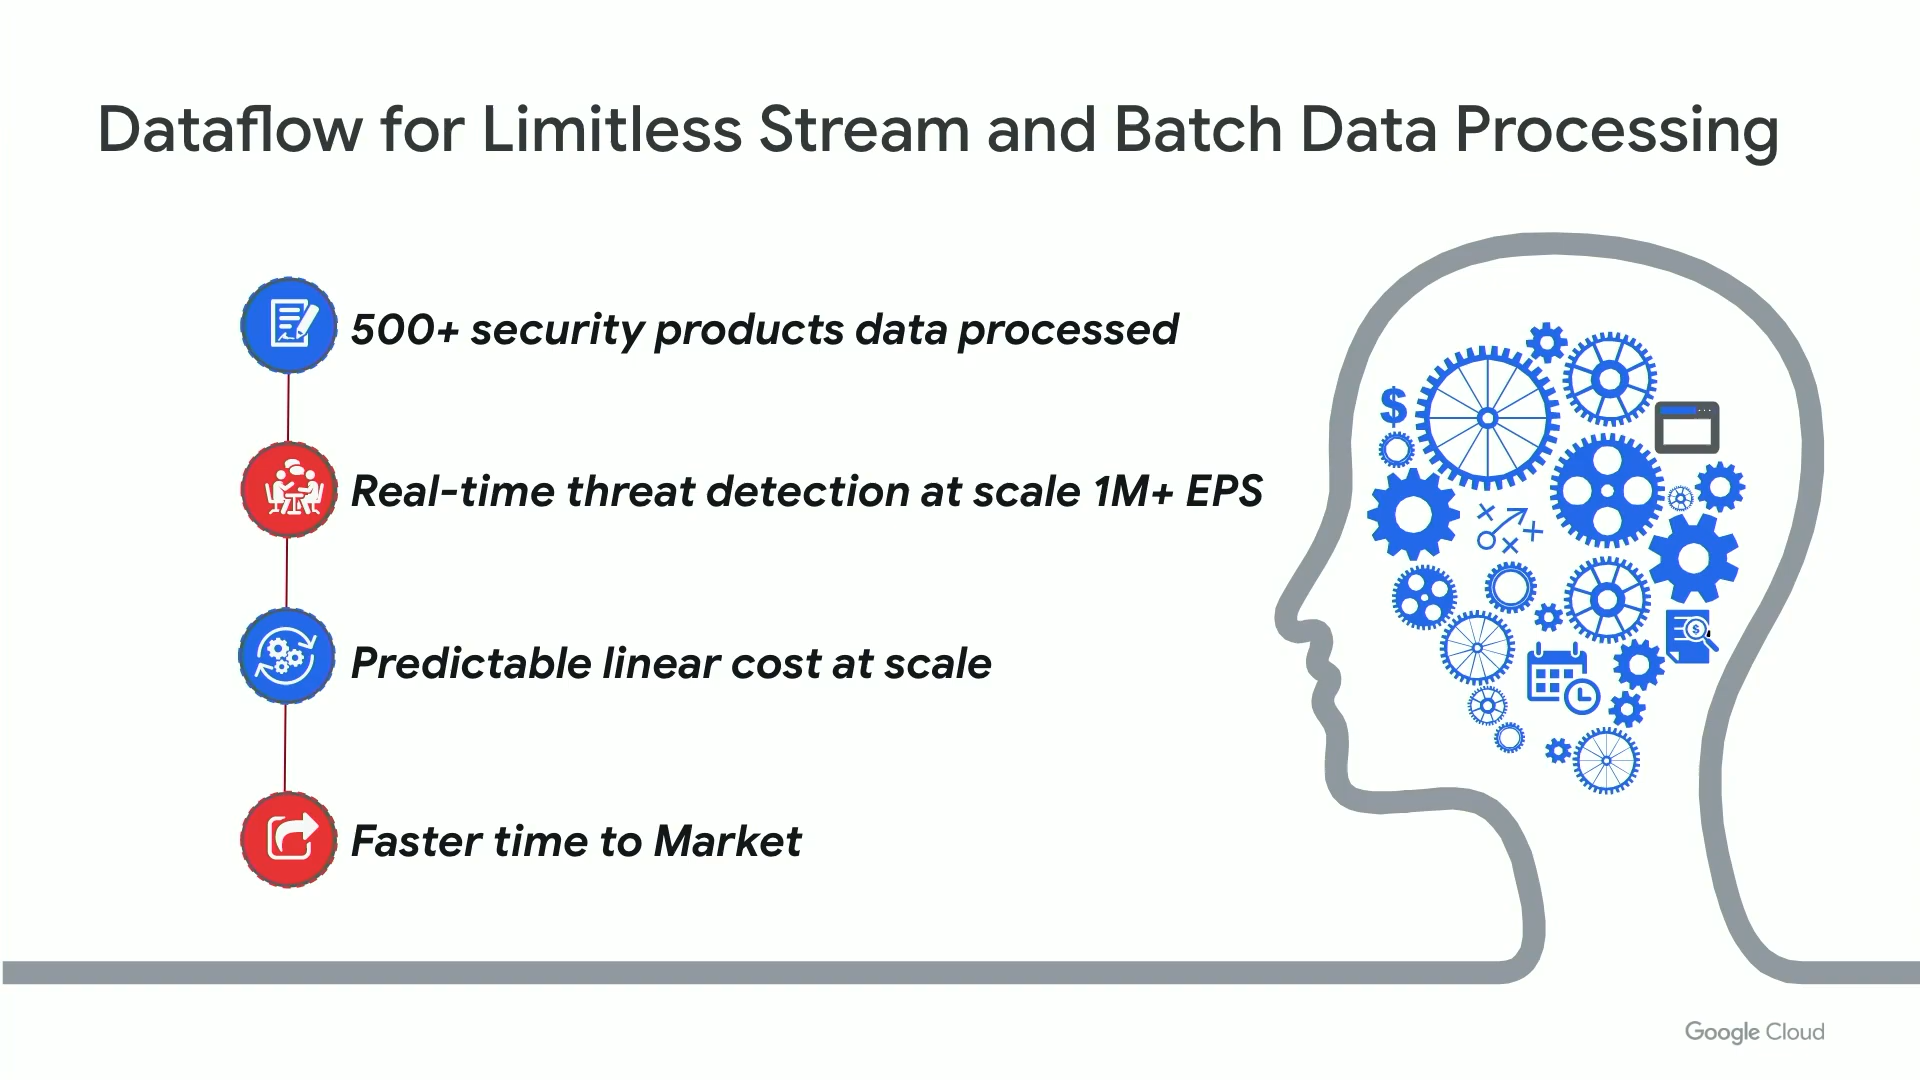 Dataflow for Limitless Stream and Batch Data Processing
500+ security products data processed
Real-time threat detection at scale 1M+ EPS
Predictable linear cost at scale
Faster time to Market
$
$
Google Cloud